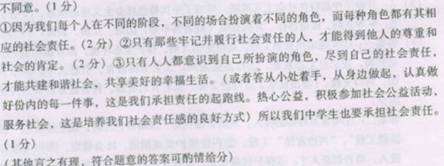 不同意。(1 分)
①因为我们每个人在不同的阶段，不同的场合扮演着不同的角色，而每种角色都有其相
应的社会责任。(2 分) ②只有那些牢记并履行社会责任的人，才能得到他人的尊重和
社会的肯定。(2 分) ③只有人人都意识到自己所扮演的角色，尽到自己的社会责任，
才能共建和谐社会、共享美好的幸福生活。(或者答从小处着手，从身边做起，认真做
好份内的每一件事，这是我们承担责任的起跑线。热心公益，积极参加社会公益活动，
服务社会，这是培养我们社会责任感的良好方式）所以我们中学生也要承担社会责任。
(1 分)
(其他言之有理，符合题意的答案可酌情给分)